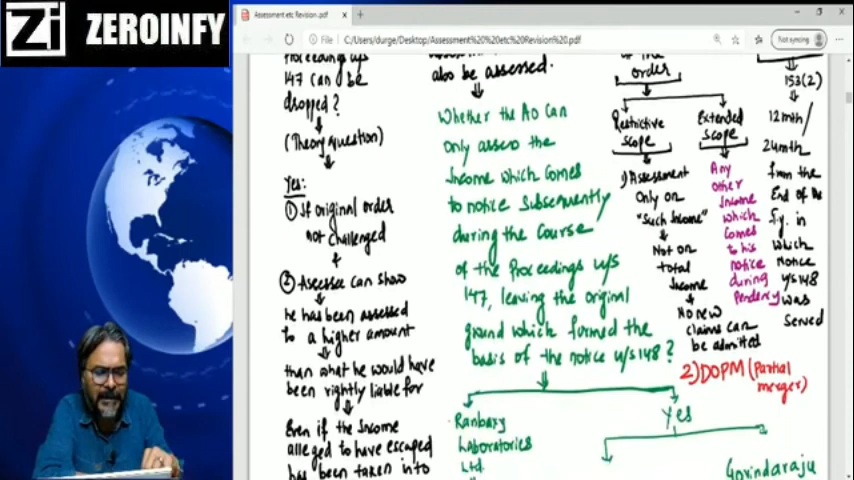 Zi ZEROINFY
Assessment etc Revision.pdf
File
C:/Users/durge/Desktop/Assessment%20%20etc%20Revision%20.pdf
Not syncing
Proceedings u/s
147 can be
dropped?
(Theory question)
Yes:
① If original order
not challenged
② Assessee can show
he has been assessed
to a higher amount
than what he would have
been rightly liable for
Even if the Income
alleged to have escaped
has been taken into
also be assessed.
Whether the AO Can
only assess the
Income which comes
to notice Subsequently
during the Course
of the Proceedings u/s
147, leaving the original
ground which formed the
basis of the notice u/s 148 ?
Ranbaxy
Laboratories
Ltd.
Yes
Govindaraju
of the
order
Restrictive
Scope
1) Assessment
Only on
"Such Income"
Not on
total
Income
No new
claims can
be admitted
2) DOPM (Partial
merger)
Extended
Scope
Any
other
Income
which
Comes
to his
notice
during
Pendency
153(2)
12mth/
24mth
from the
End of the
f.y. in
which
Notice
u/s 148
was
Served